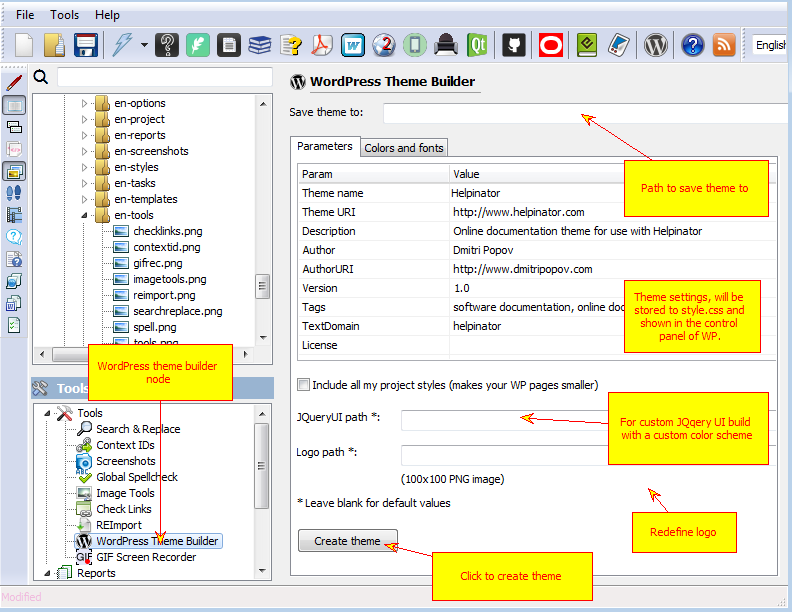 File Tools Help
English
WordPress Theme Builder
Save theme to:
en-options
en-project
en-reports
en-screenshots
en-styles
en-tasks
en-templates
en-tools
checklinks.png
contextid.png
gifrec.png
imagetools.png
reimport.png
searchreplace.png
spell.png
tools.png
WordPress theme builder
node
Tools
Tools
Search & Replace
Context IDs
Screenshots
Global Spellcheck
Image Tools
Check Links
REImport
WordPress Theme Builder
GIF GIF Screen Recorder
Reports
Parameters Colors and fonts
Param Value
Theme name Helpinator
Theme URI http://www.helpinator.com
Description Online documentation theme for use with Helpinator
Author Dmitri Popov
AuthorURI http://www.dmitripopov.com
Version 1.0
Tags software documentation, online doc
TextDomain helpinator
License
Path to save theme to
Theme settings, will be
stored to style.css and
shown in the control
panel of WP.
Include all my project styles (makes your WP pages smaller)
JQueryUI path *:
For custom JQqery UI build
with a custom color scheme
Logo path *:
(100x100 PNG image)
* Leave blank for default values
Redefine logo
Create theme
Click to create theme
Modified